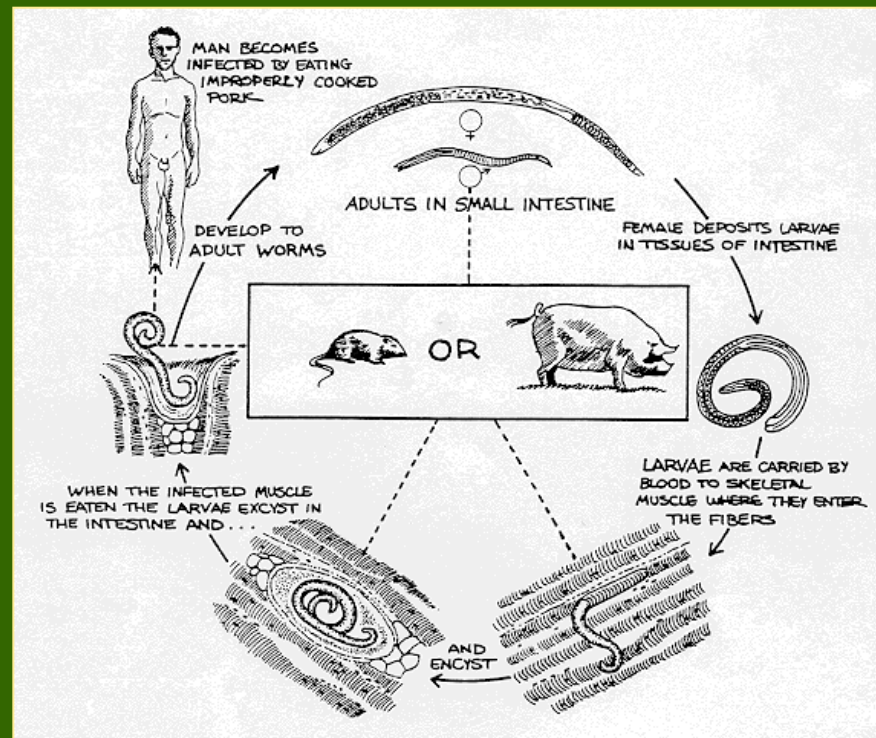 MAN BECOMES
INFECTED BY EATING
IMPROPERLY COOKED
PORK
♀
♂
ADULTS IN SMALL INTESTINE
FEMALE DEPOSITS LARVAE
IN TISSUES OF INTESTINE
DEVELOP TO
ADULT WORMS
OR
LARVAE ARE CARRIED BY
BLOOD TO SKELETAL
MUSCLE WHERE THEY ENTER
THE FIBERS
WHEN THE INFECTED MUSCLE
IS EATEN THE LARVAE EXCYST IN
THE INTESTINE AND...
AND
ENCYST